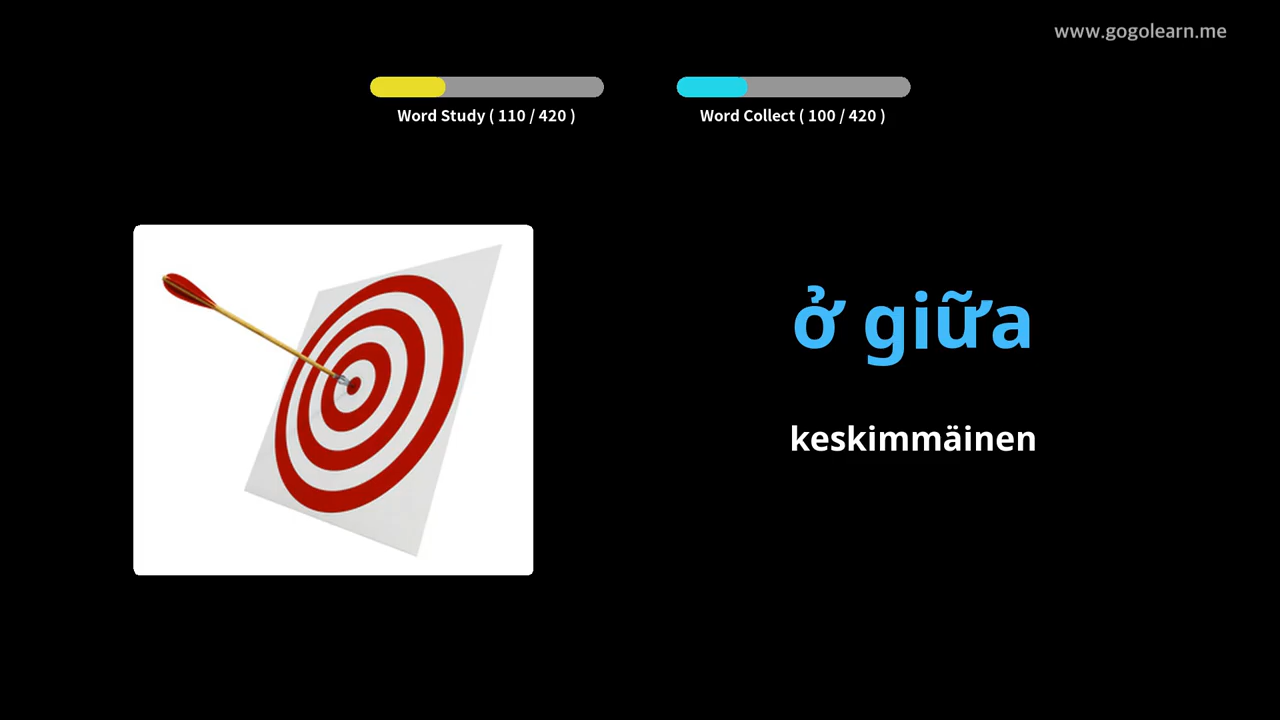 www.gogolearn.me
Word Study ( 110 / 420 )
Word Collect ( 100 / 420 )
ở giữa
keskimmäinen